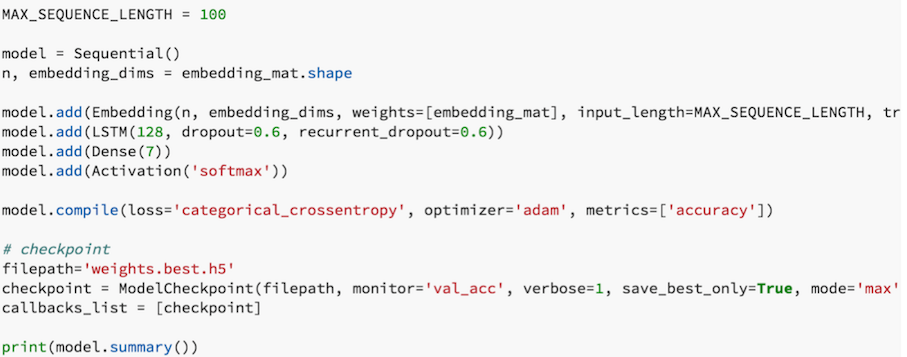 MAX_SEQUENCE_LENGTH = 100
model = Sequential()
n, embedding_dims = embedding_mat.shape
model.add(Embedding(n, embedding_dims, weights=[embedding_mat], input_length=MAX_SEQUENCE_LENGTH, tr
model.add(LSTM(128, dropout=0.6, recurrent_dropout=0.6))
model.add(Dense(7))
model.add(Activation('softmax'))
model.compile(loss='categorical_crossentropy', optimizer='adam', metrics=['accuracy'])
# checkpoint
filepath='weights.best.h5'
checkpoint = ModelCheckpoint(filepath, monitor='val_acc', verbose=1, save_best_only=True, mode='max'
callbacks_list = [checkpoint]
print(model.summary())